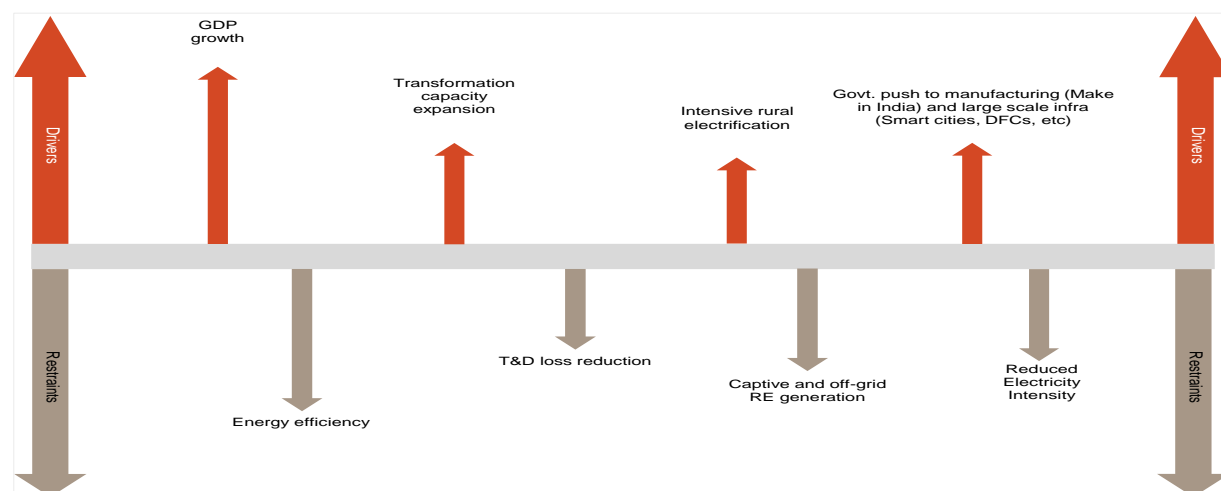 GDP
growth
Transformation
capacity
expansion
Intensive rural
electrification
Govt. push to manufacturing (Make
in India) and large scale infra
(Smart cities, DFCs, etc)
Drivers
Drivers
Restraints
Restraints
Energy efficiency
T&D loss reduction
Captive and off-grid
RE generation
Reduced
Electricity
Intensity